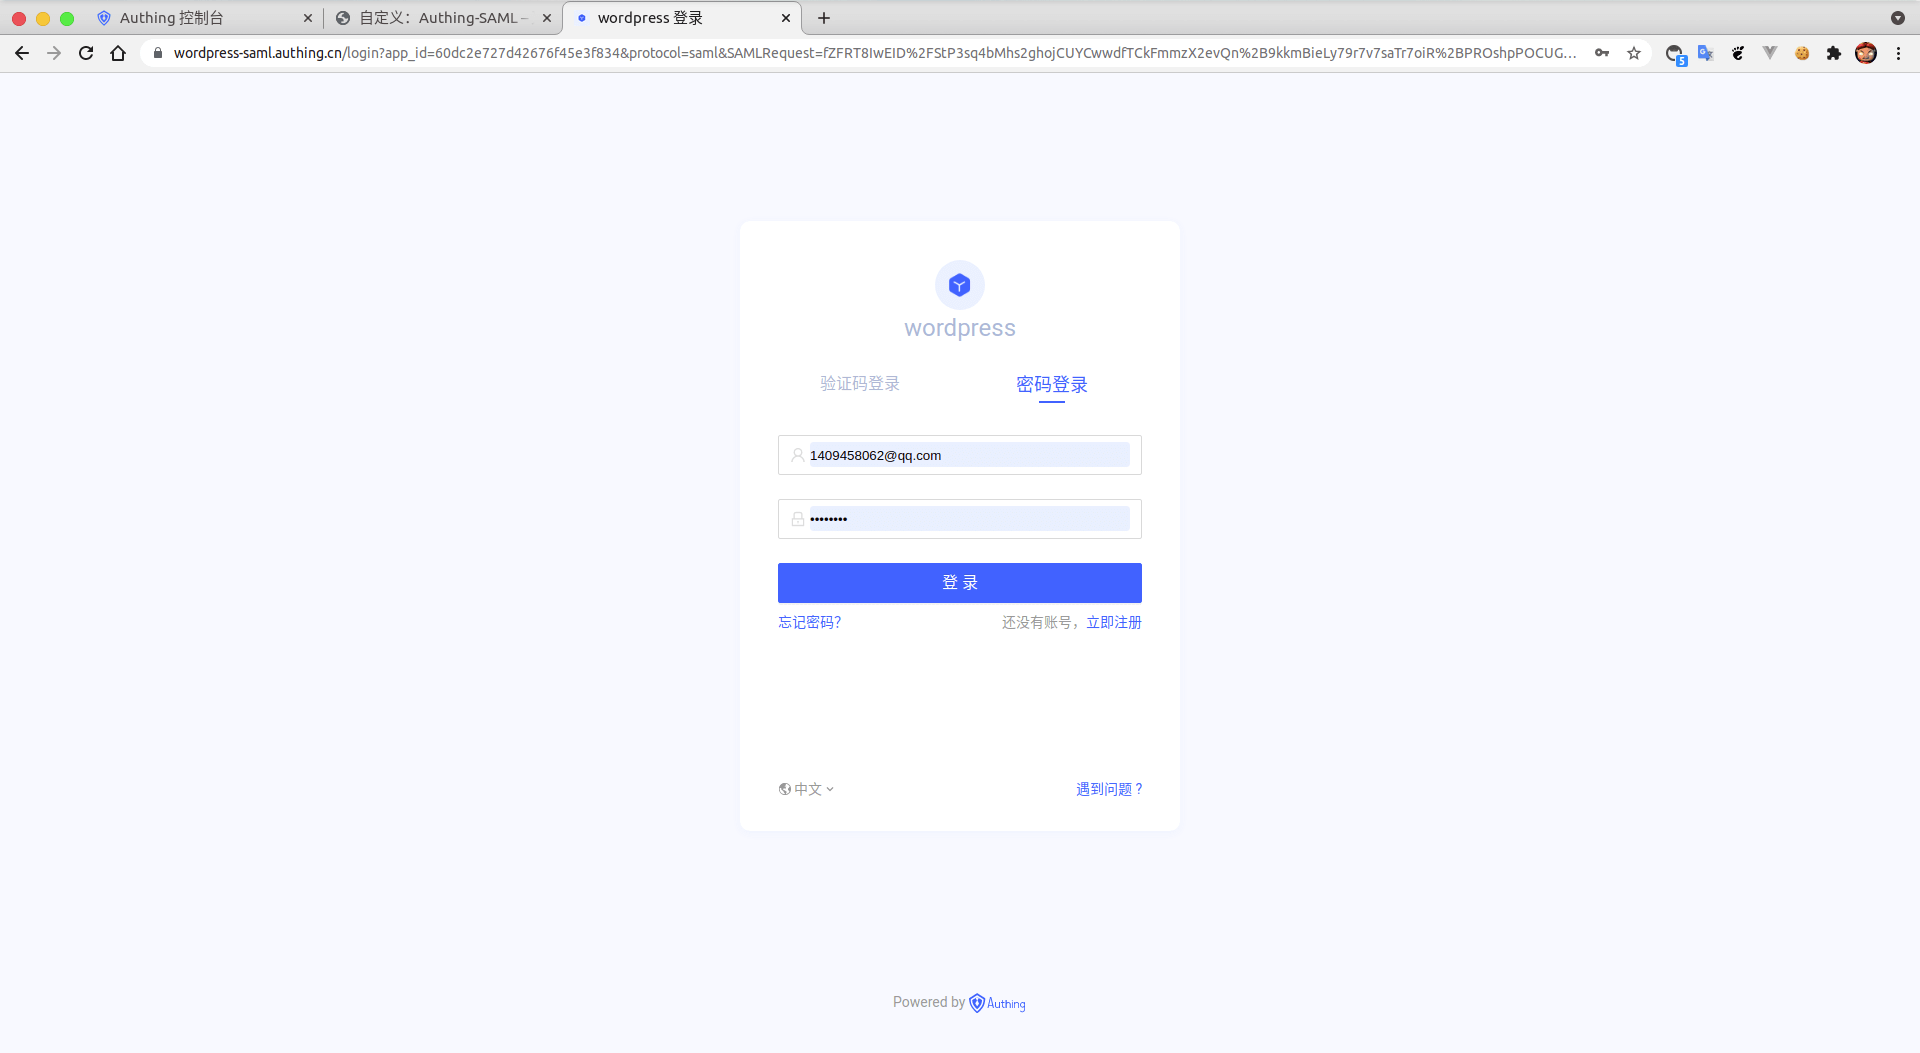 Authing 控制台
自定义：Authing-SAML –
wordpress 登录
wordpress-saml.authing.cn/login?app_id=60dc2e727d42676f45e3f834&protocol=saml&SAMLRequest=fZFRT8IwEID%2FStP3sq4bMhs2ghojCUYCwwdfTCkFmmzX2evQn%2B9kkmBieLy79r7v7saTr7oiR%2BPROshpPOCUG...
5
wordpress
验证码登录
密码登录
1409458062@qq.com
••••••••
登 录
忘记密码？
还没有账号，立即注册
中文
遇到问题？
Powered by Authing